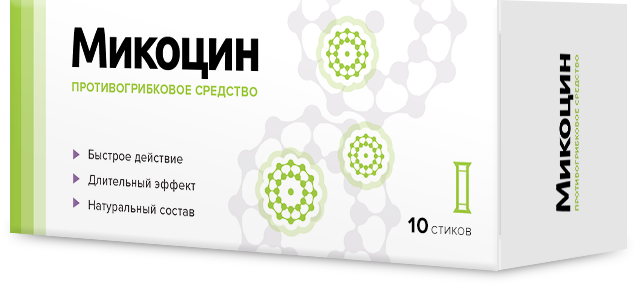 Микоцин
ПРОТИВОГРИБКОВОЕ СРЕДСТВО
Быстрое действие
Длительный эффект
Натуральный состав
10 СТИКОВ
Микоцин
ПРОТИВОГРИБКОВОЕ СРЕДСТВО